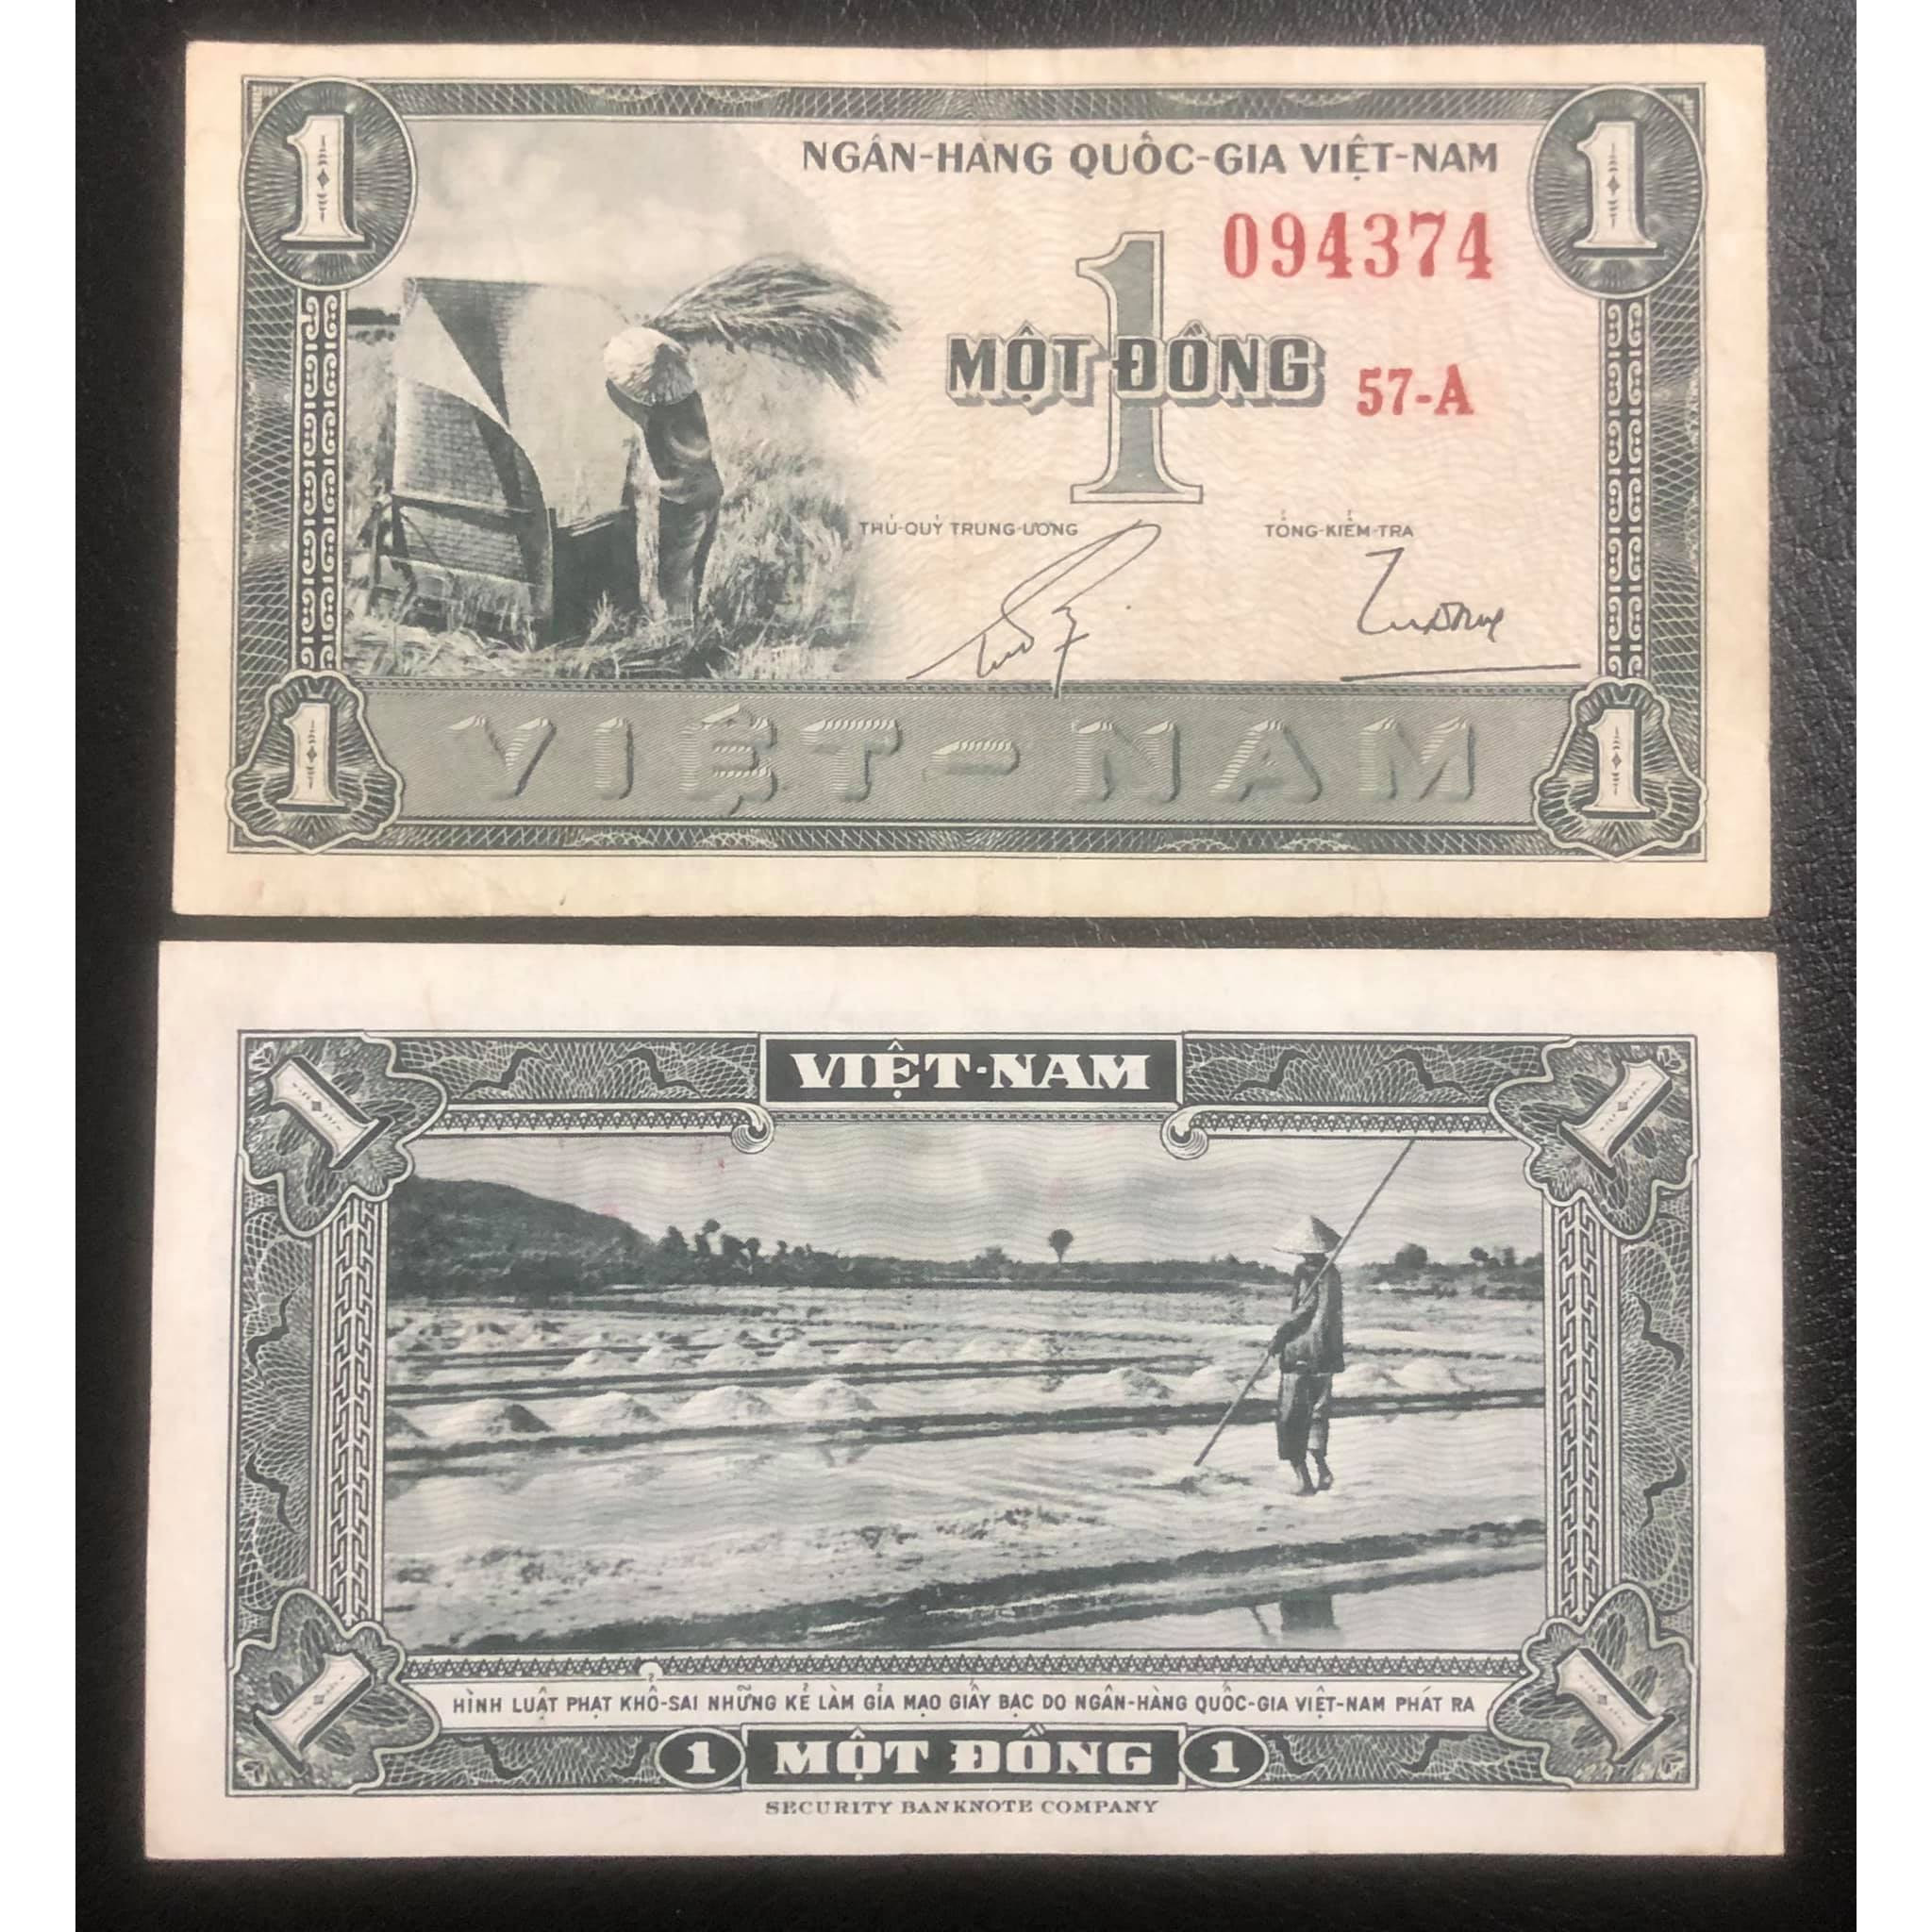 1
1
NGÂN-HÀNG QUỐC-GIA VIỆT-NAM
094374
1
MỘT ĐỒNG
57-A
THỦ-QUỸ TRUNG-ƯƠNG
TỔNG-KIỂM-TRA
VIỆT-NAM
1
1
VIỆT-NAM
1
1
1
1
HÌNH LUẬT PHẠT KHỔ-SAI NHỮNG KẺ LÀM GIẢ MẠO GIẤY BẠC DO NGÂN-HÀNG QUỐC-GIA VIỆT-NAM PHÁT RA
1 MỘT ĐỒNG 1
SECURITY BANKNOTE COMPANY